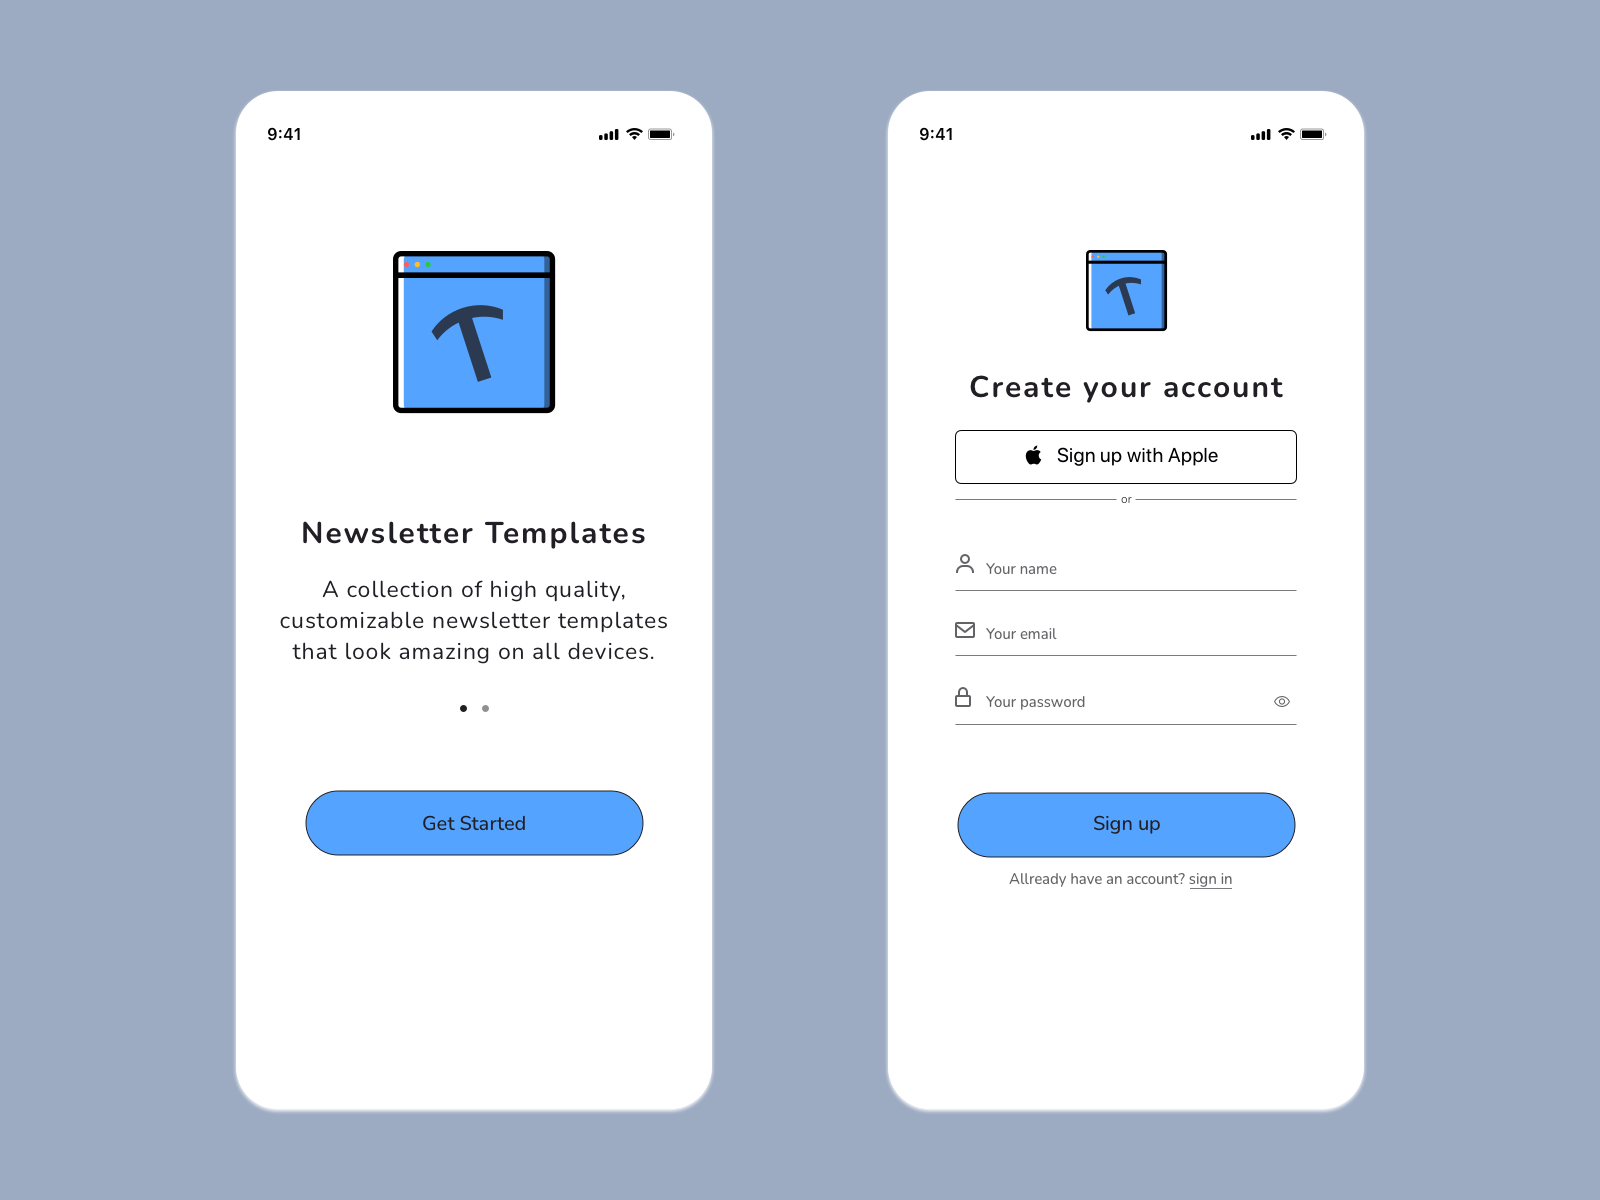 9:41
Newsletter Templates
A collection of high quality,
customizable newsletter templates
that look amazing on all devices.
Get Started
9:41
Create your account
Sign up with Apple
or
Your name
Your email
Your password
Sign up
Allready have an account? sign in